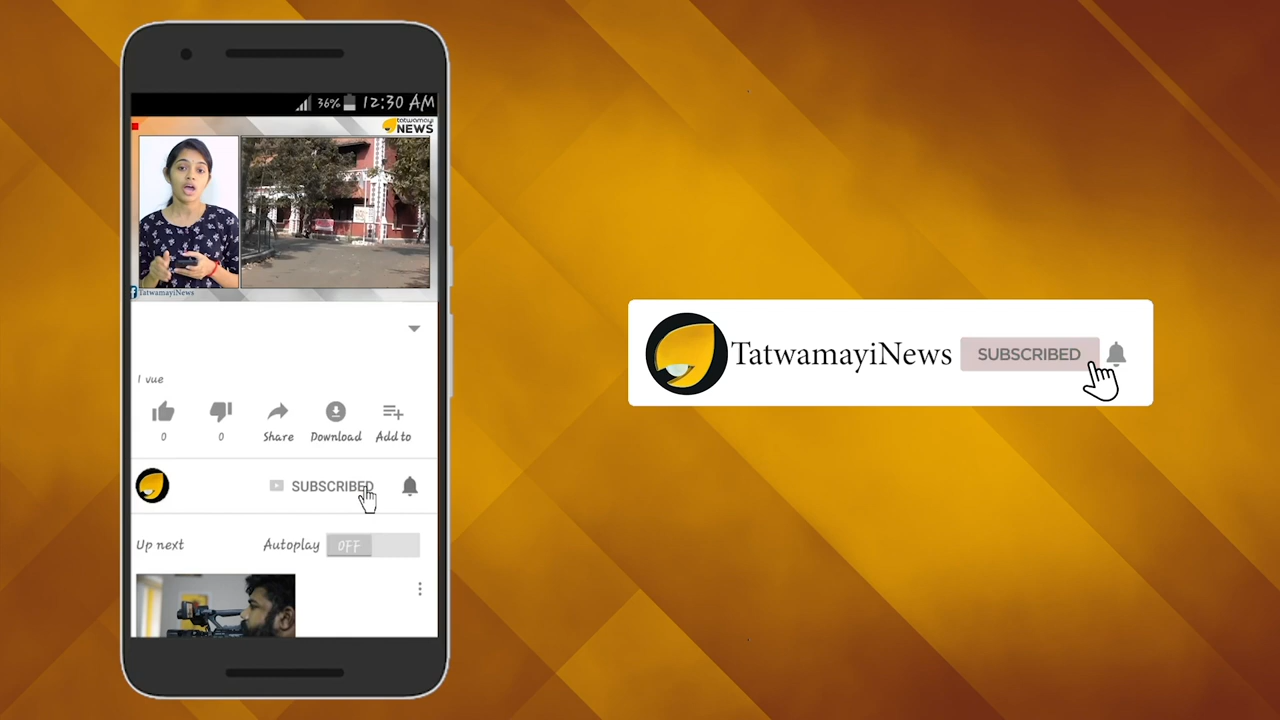 36% 12:30 AM
tatwamayi
NEWS
TatwamayiNews
1 vue
0 0 Share Download Add to
SUBSCRIBED
Up next Autoplay OFF
TatwamayiNews SUBSCRIBED